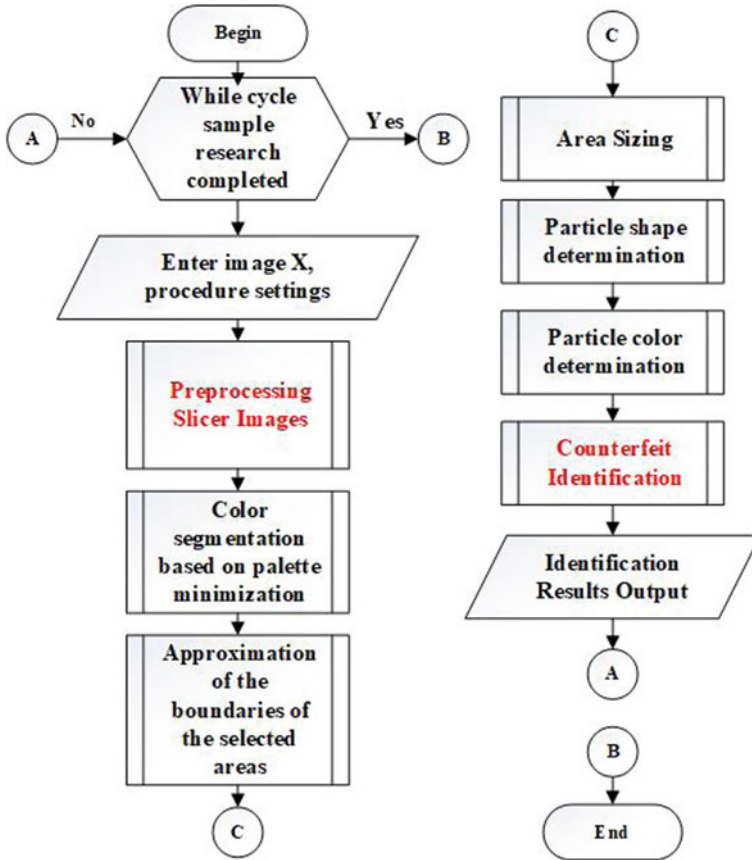 Begin
While cycle
sample
research
completed
A
No
Yes
B
Enter image X,
procedure settings
Preprocessing
Slicer Images
Color
segmentation
based on palette
minimization
Approximation
of the
boundaries of
the selected
areas
C
C
Area Sizing
Particle shape
determination
Particle color
determination
Counterfeit
Identification
Identification
Results Output
A
B
End